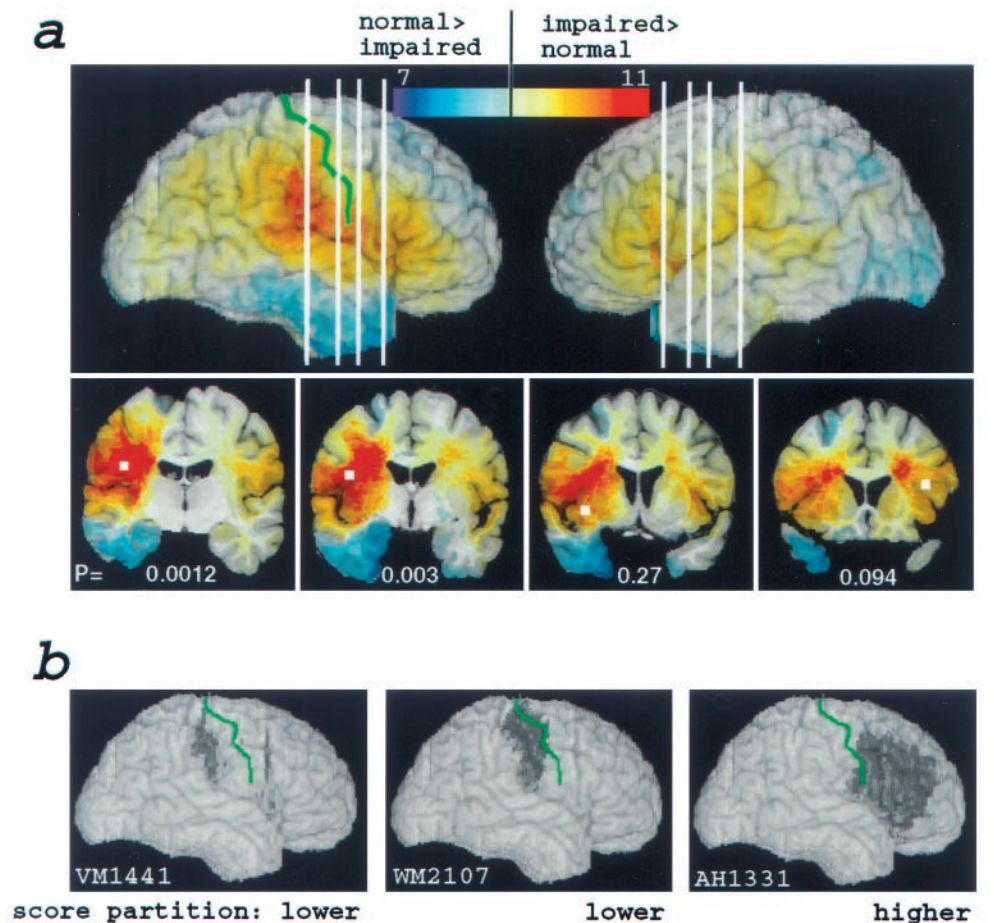 a
normal>
impaired
impaired>
normal
7
11
P=
0.0012
0.003
0.27
0.094
b
VM1441
WM2107
AH1331
score partition: lower
lower
higher